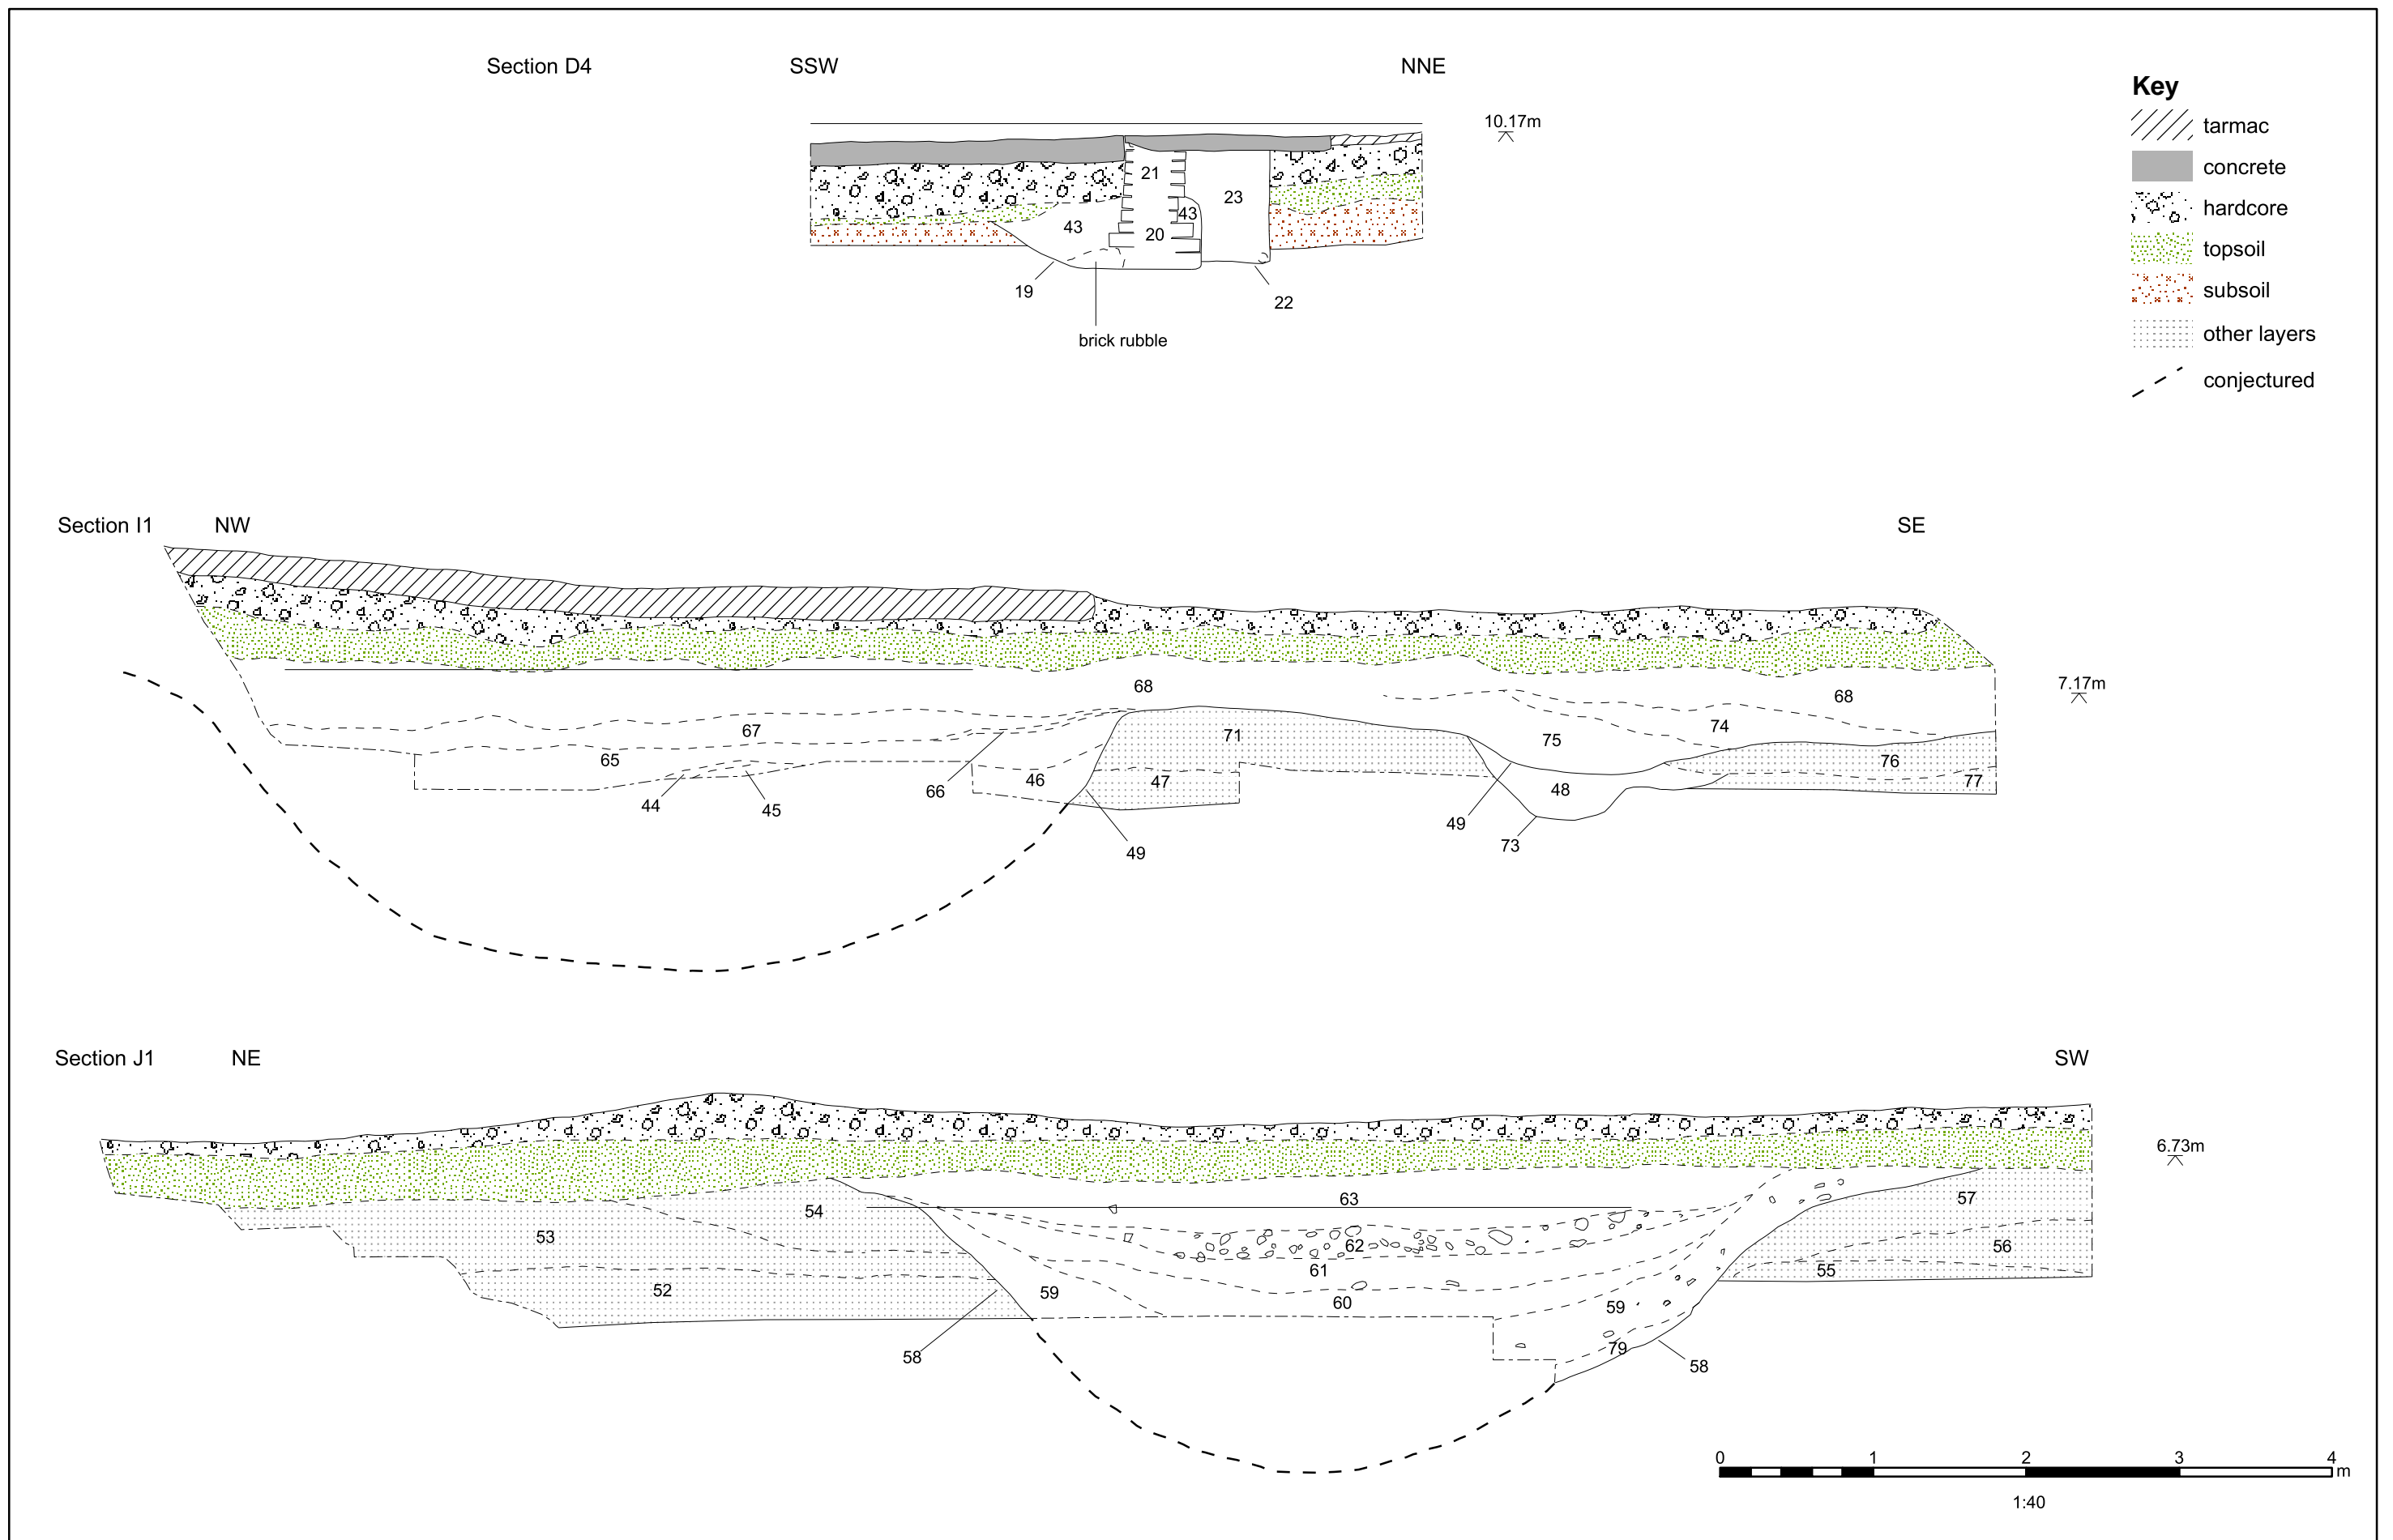 Section D4 SSW NNE
10.17m
21
23
43 43
20
19
22
brick rubble
Key
tarmac
concrete
hardcore
topsoil
subsoil
other layers
conjectured
Section I1 NW SE
7.17m
68 68
67 71 75 74
65 76
46 47 48 77
44 45 66 49
73
49
Section J1 NE SW
6.73m
63
57
54
53 62 56
61 55
52 59 60 59
79
58 58
0 1 2 3 4
m
1:40